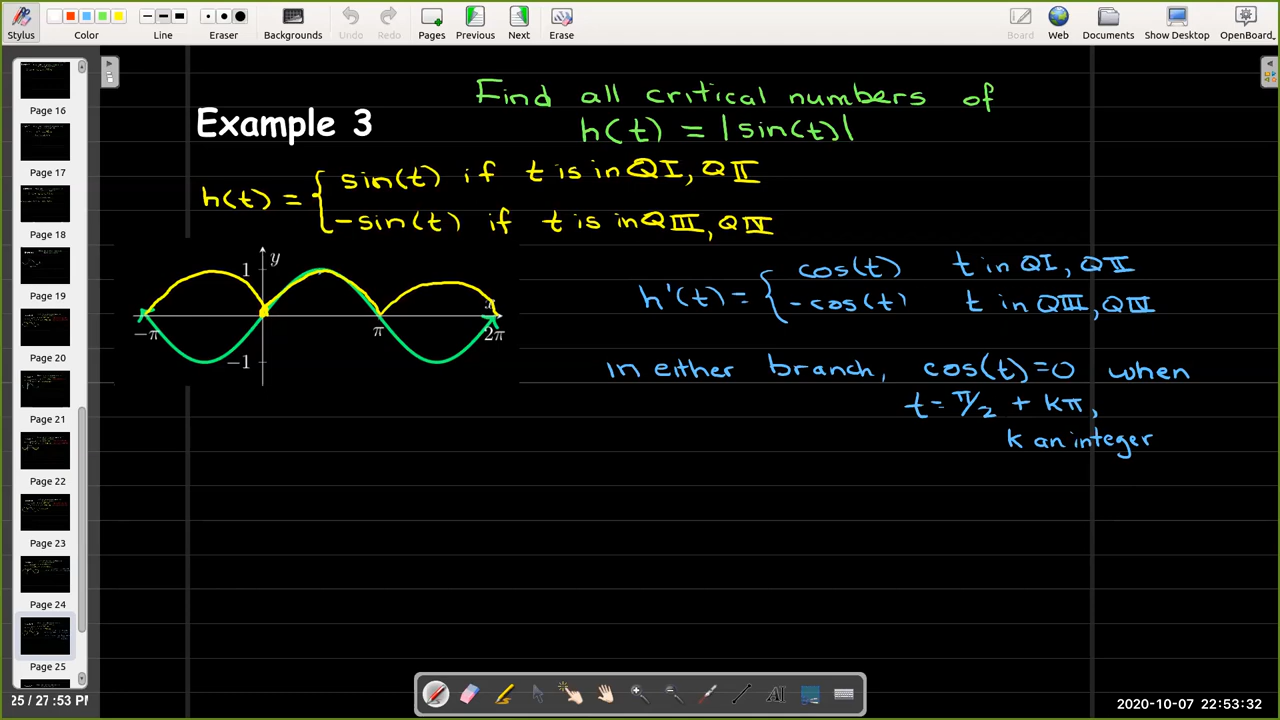 Stylus
Color
Line
Eraser
Backgrounds
Undo
Redo
Pages
Previous
Next
Erase
Board
Web
Documents
Show Desktop
OpenBoard
Page 16
Page 17
Page 18
Page 19
Page 20
Page 21
Page 22
Page 23
Page 24
Page 25
25 / 27
:53 PM
Example 3
Find all critical numbers of
h(t) = |sin(t)|
h(t) = { sin(t) if t is in QI, QII
-sin(t) if t is in QIII, QIV
1
y
x
-π
π
2π
-1
h'(t) = { cos(t) t in QI, QII
-cos(t) t in QIII, QIV
In either branch, cos(t)=0 when
t= π/2 + kπ,
k an integer
2020-10-07 22:53:32